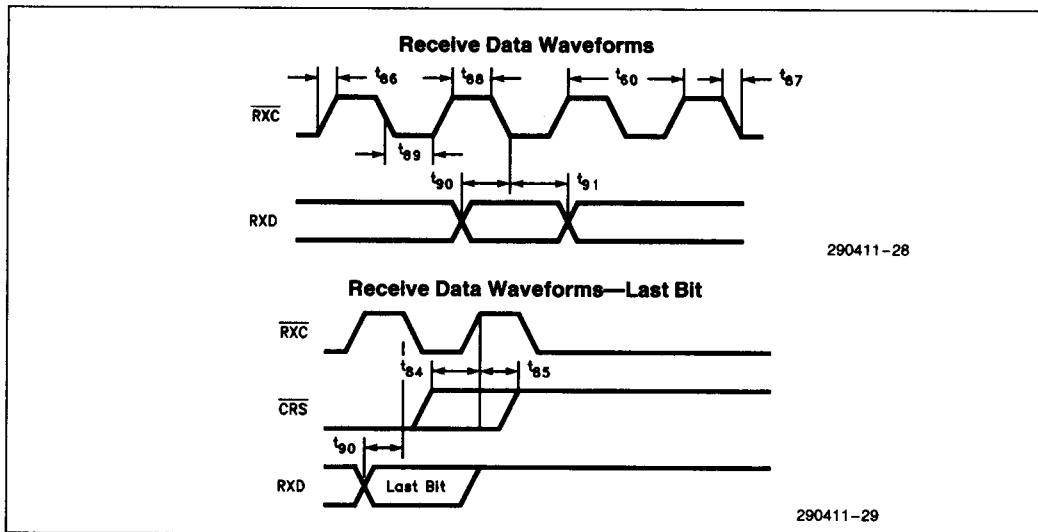 Receive Data Waveforms
t86 t88 t60 t87
RXC
t89
t90 t91
RXD
290411-28
Receive Data Waveforms—Last Bit
RXC
t84 t85
CRS
t90
RXD Last Bit
290411-29